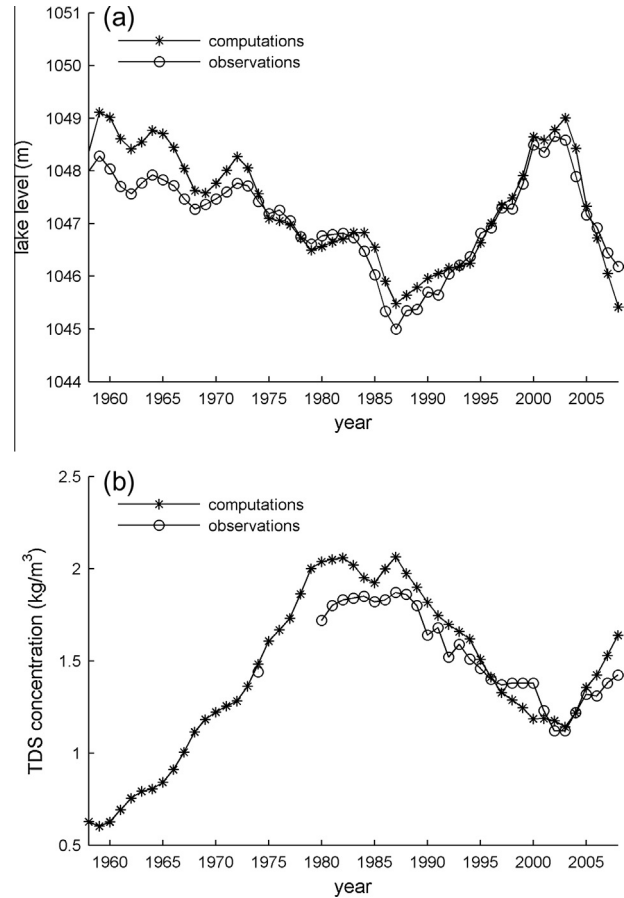 (a)
computations
observations
1051
1050
1049
1048
1047
1046
1045
1044
lake level (m)
1960 1965 1970 1975 1980 1985 1990 1995 2000 2005
year
(b)
computations
observations
2.5
2
1.5
1
0.5
TDS concentration (kg/m³)
1960 1965 1970 1975 1980 1985 1990 1995 2000 2005
year